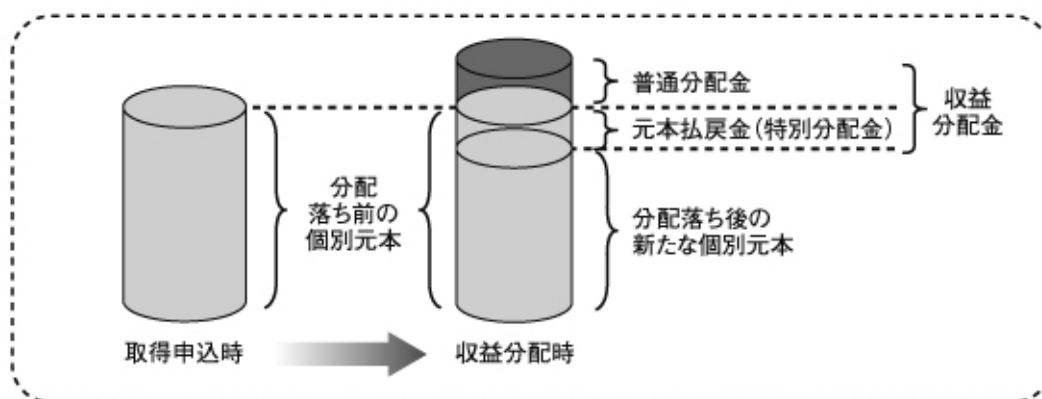 普通分配金
元本払戻金(特別分配金)
収益
分配金
分配
落ち前の
個別元本
分配落ち後の
新たな個別元本
取得申込時
収益分配時